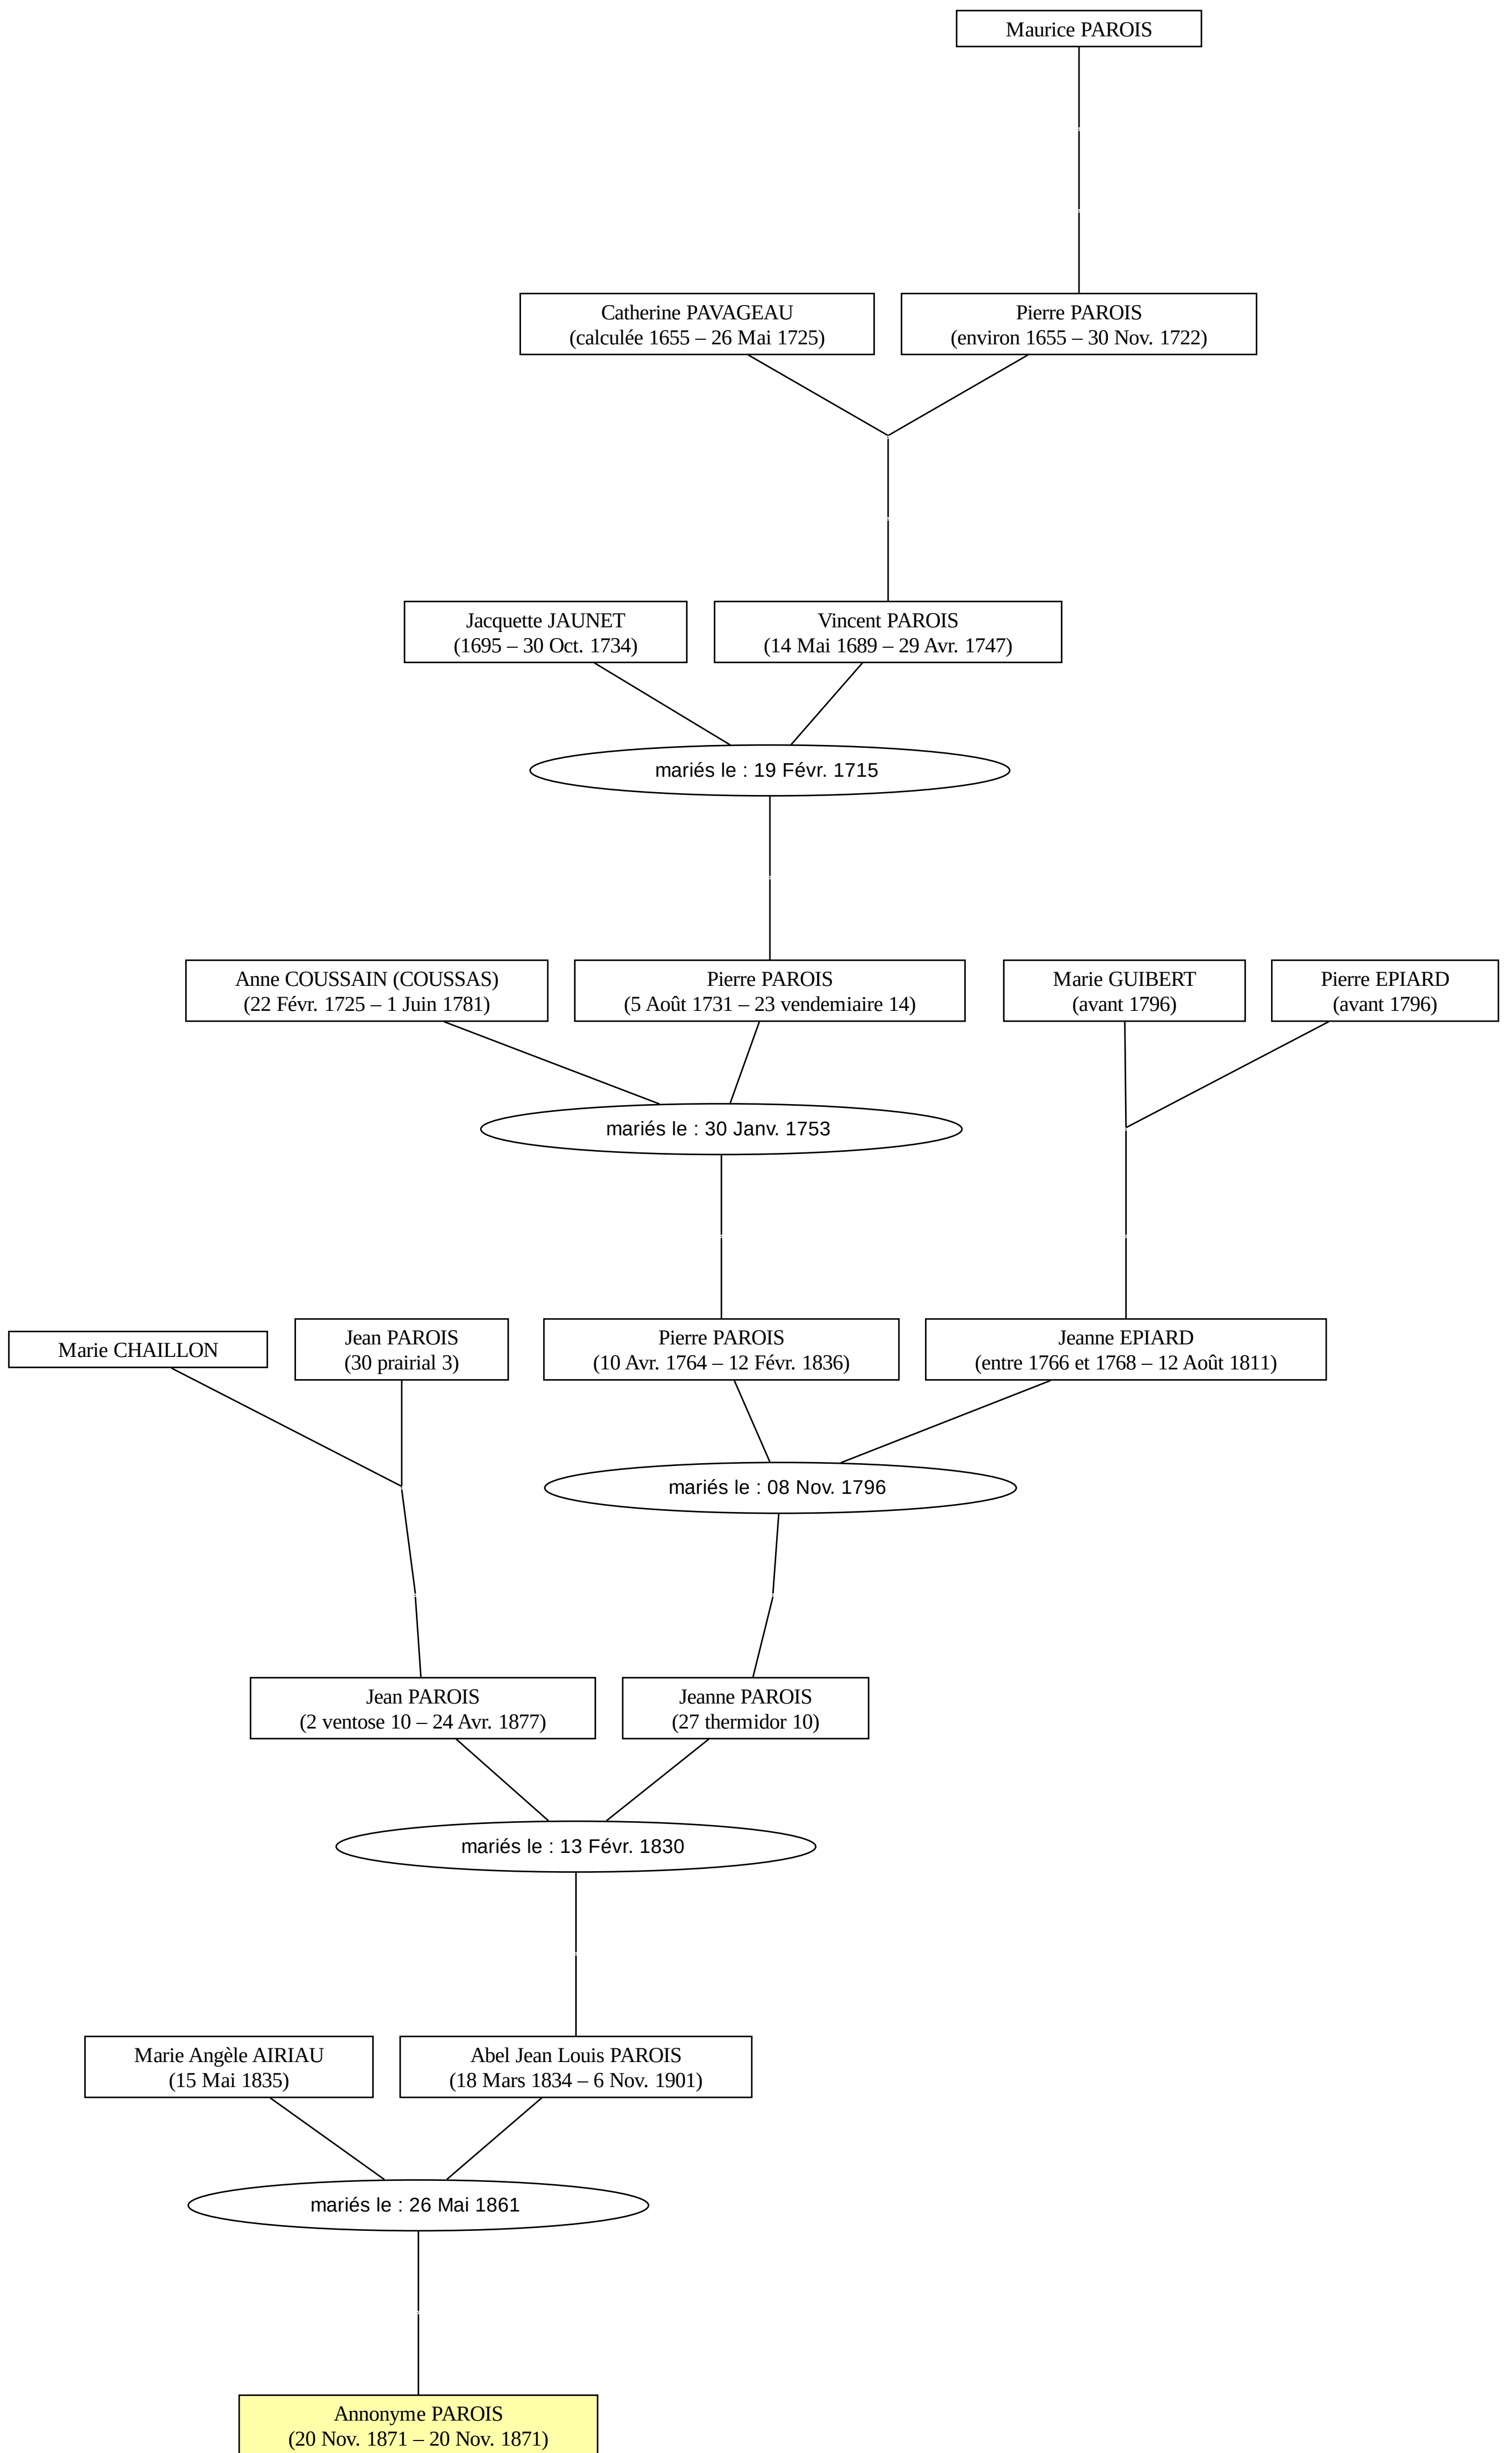 Maurice PAROIS
Catherine PAVAGEAU
(calculée 1655 – 26 Mai 1725)
Pierre PAROIS
(environ 1655 – 30 Nov. 1722)
Jacquette JAUNET
(1695 – 30 Oct. 1734)
Vincent PAROIS
(14 Mai 1689 – 29 Avr. 1747)
mariés le : 19 Févr. 1715
Anne COUSSAIN (COUSSAS)
(22 Févr. 1725 – 1 Juin 1781)
Pierre PAROIS
(5 Août 1731 – 23 vendemiaire 14)
Marie GUIBERT
(avant 1796)
Pierre EPIARD
(avant 1796)
mariés le : 30 Janv. 1753
Marie CHAILLON
Jean PAROIS
(30 prairial 3)
Pierre PAROIS
(10 Avr. 1764 – 12 Févr. 1836)
Jeanne EPIARD
(entre 1766 et 1768 – 12 Août 1811)
mariés le : 08 Nov. 1796
Jean PAROIS
(2 ventose 10 – 24 Avr. 1877)
Jeanne PAROIS
(27 thermidor 10)
mariés le : 13 Févr. 1830
Marie Angèle AIRIAU
(15 Mai 1835)
Abel Jean Louis PAROIS
(18 Mars 1834 – 6 Nov. 1901)
mariés le : 26 Mai 1861
Annonyme PAROIS
(20 Nov. 1871 – 20 Nov. 1871)